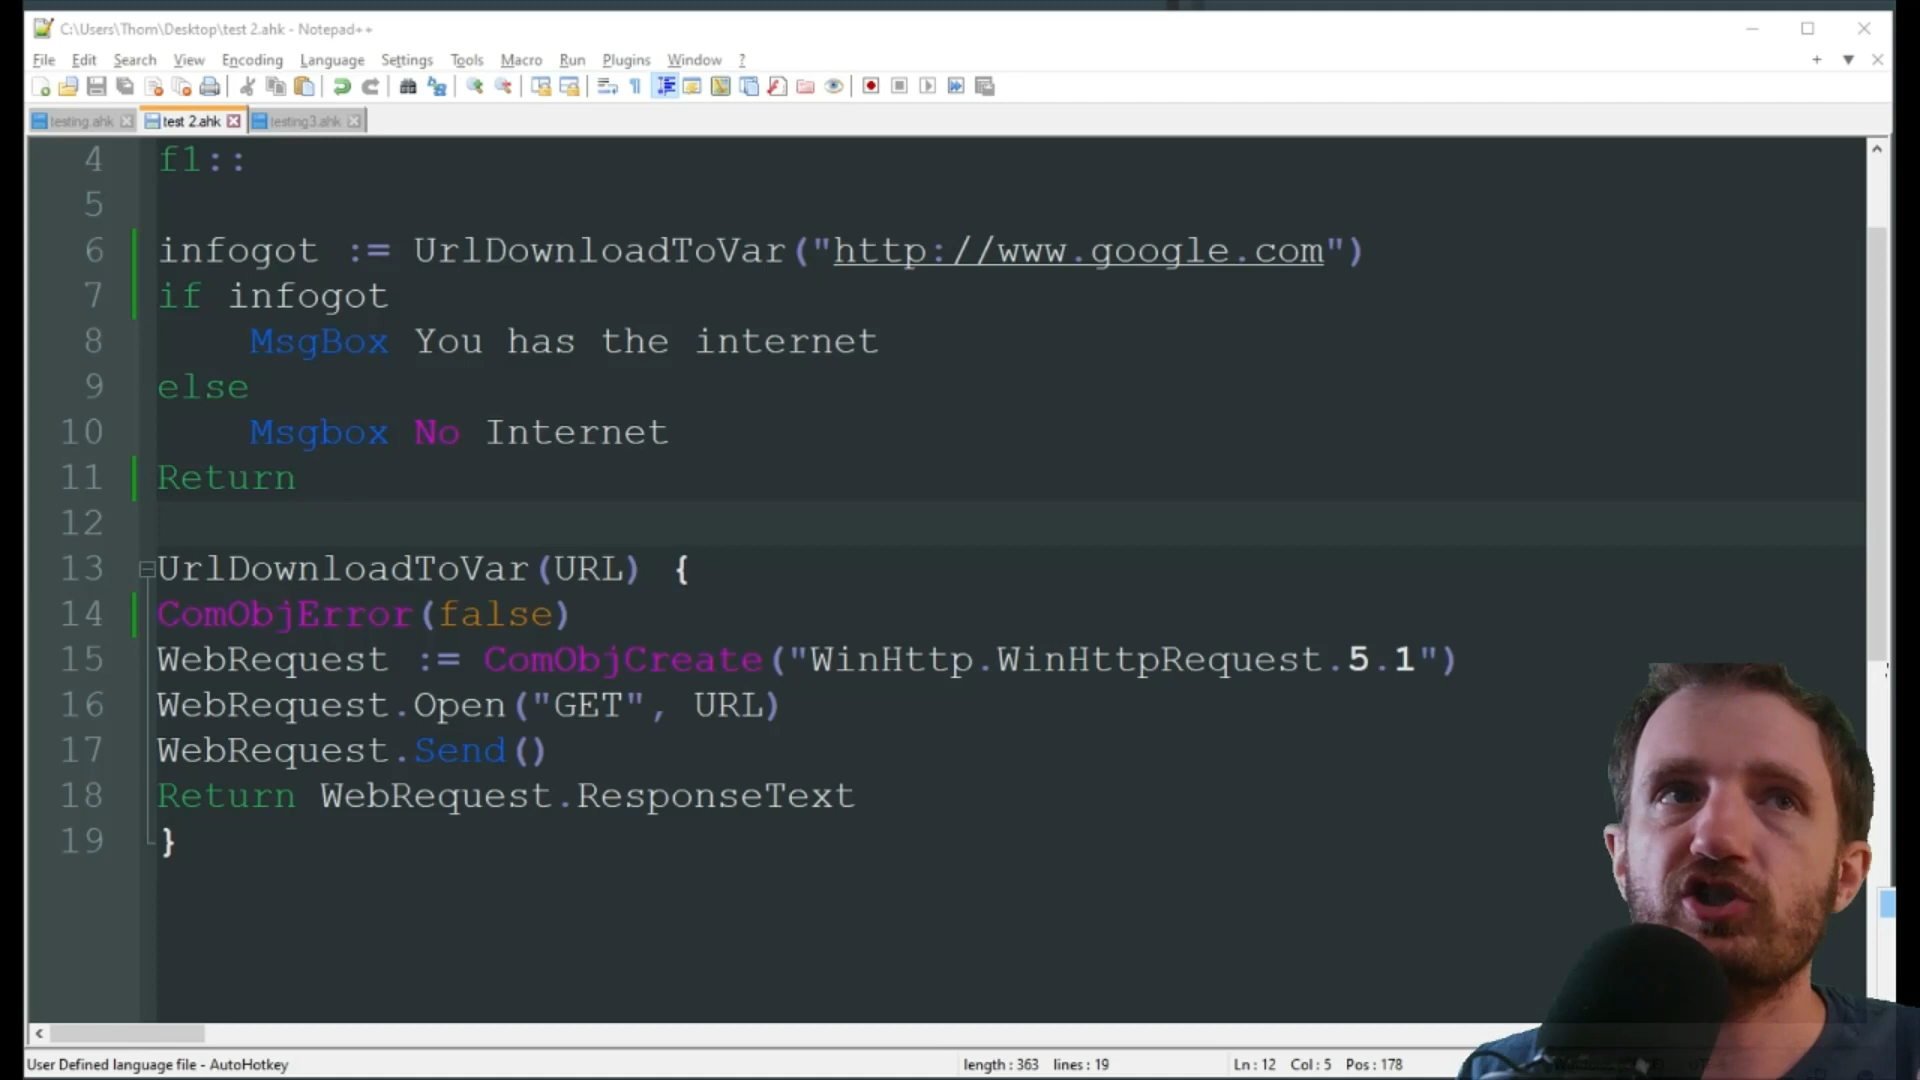 C:\Users\Thom\Desktop\test 2.ahk - Notepad++
File Edit Search View Encoding Language Settings Tools Macro Run Plugins Window ?
testing.ahk test 2.ahk testing3.ahk
4 f1::
5
6 infogot := UrlDownloadToVar("http://www.google.com")
7 if infogot
8 MsgBox You has the internet
9 else
10 Msgbox No Internet
11 Return
12
13 UrlDownloadToVar(URL) {
14 ComObjError(false)
15 WebRequest := ComObjCreate("WinHttp.WinHttpRequest.5.1")
16 WebRequest.Open("GET", URL)
17 WebRequest.Send()
18 Return WebRequest.ResponseText
19 }
User Defined language file - AutoHotkey length : 363 lines : 19 Ln : 12 Col : 5 Pos : 178